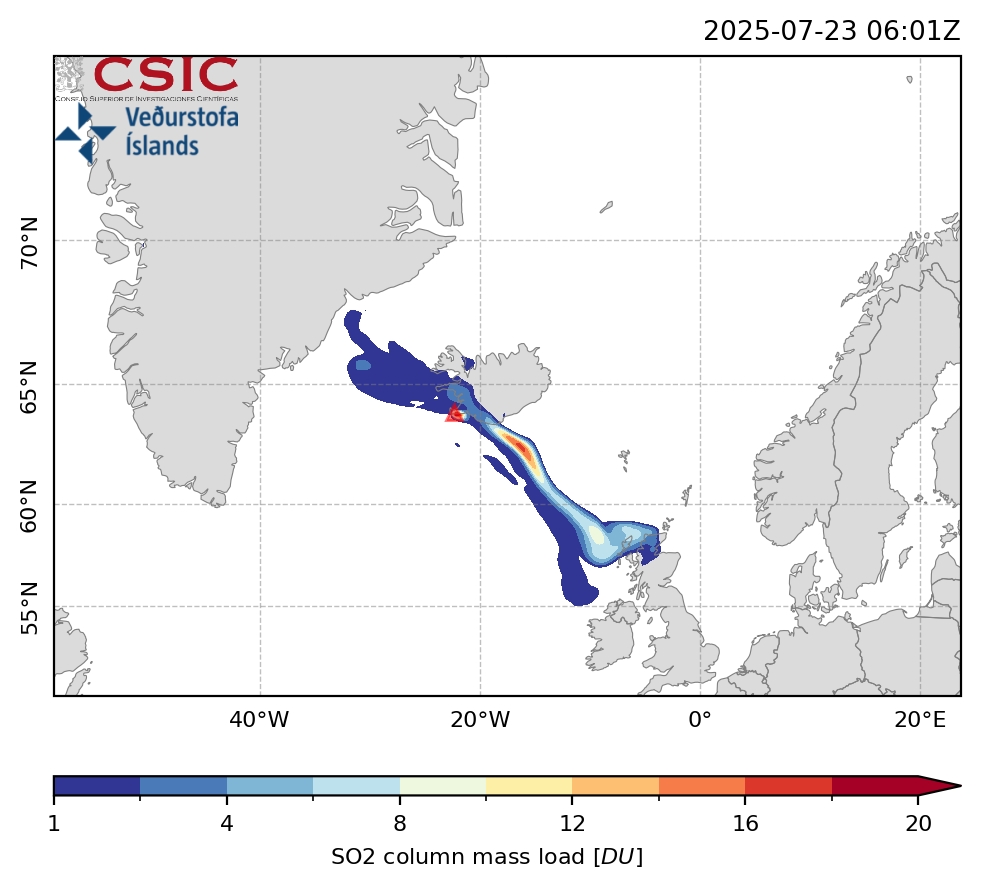 2025-07-23 06:01Z
CSIC
CONSEJO SUPERIOR DE INVESTIGACIONES CIENTÍFICAS
Veðurstofa
Íslands
70°N
65°N
60°N
55°N
40°W 20°W 0° 20°E
1 4 8 12 16 20
SO2 column mass load [DU]